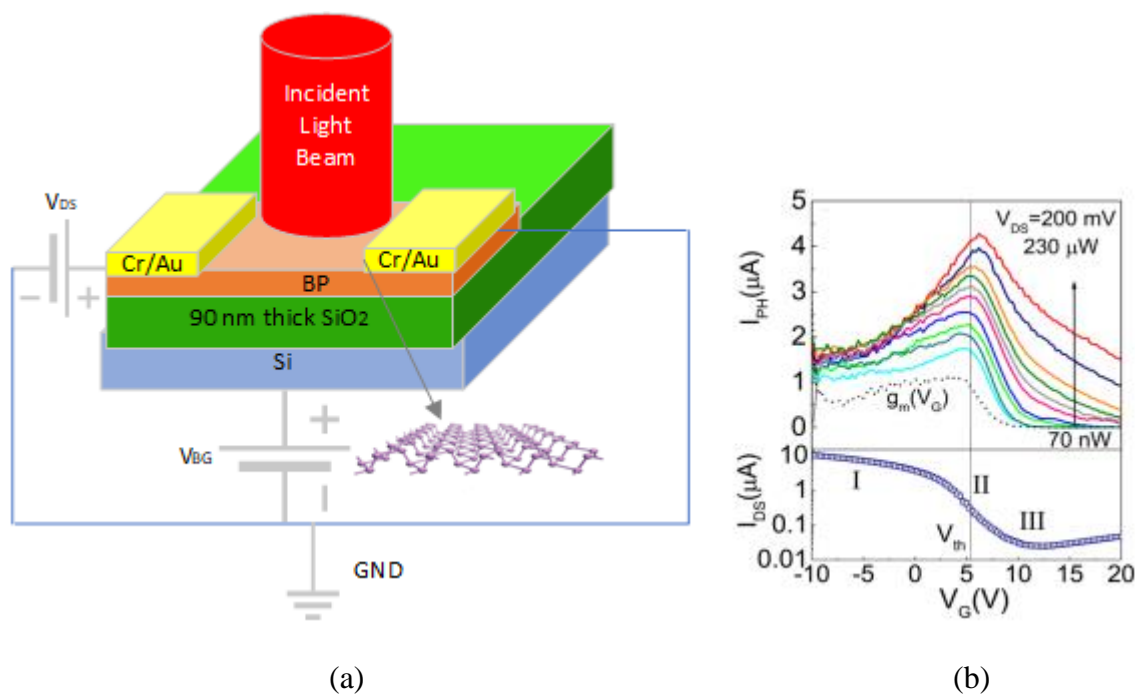 Incident
Light
Beam
VDS
Cr/Au
Cr/Au
BP
90 nm thick SiO2
Si
VBG
GND
(a)
5
4
3
2
1
0
IPH(μA)
VDS=200 mV
230 μW
gm(VG)
70 nW
10
1
0.1
0.01
IDS(μA)
I
II
III
Vth
-10 -5 0 5 10 15 20
VG(V)
(b)